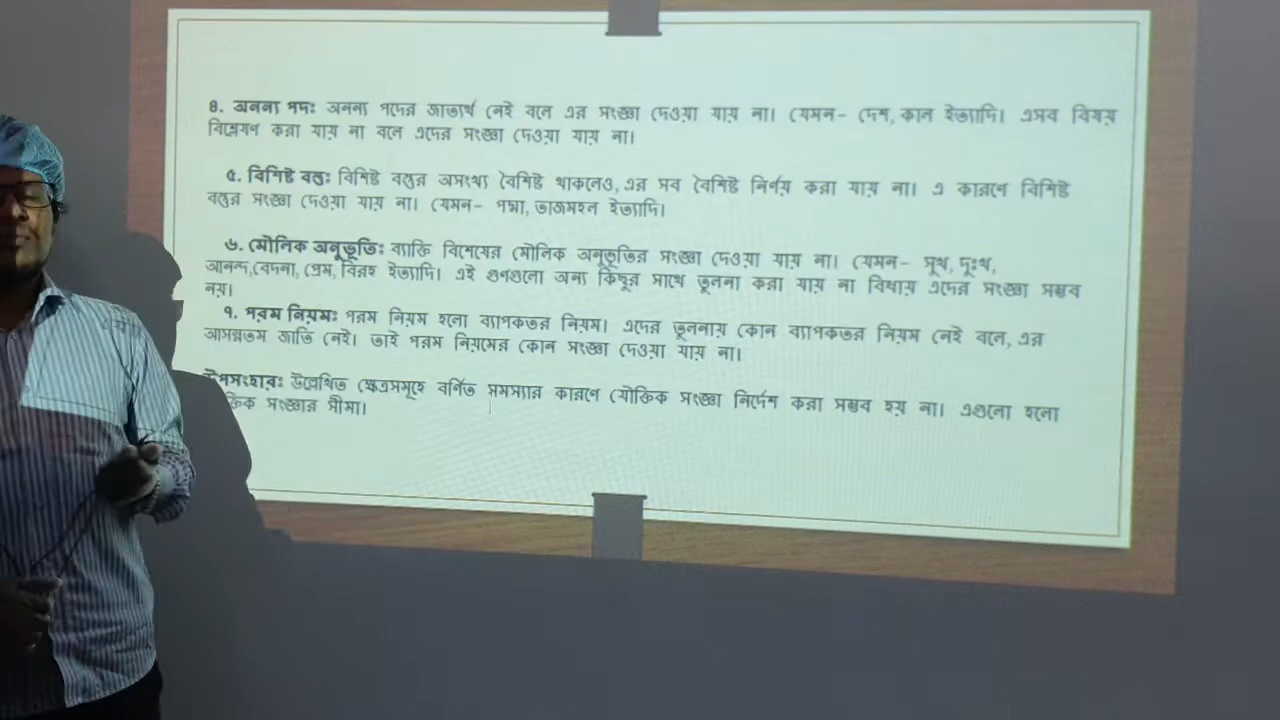 ৪. অনন্য পদঃ অনন্য পদের জাত্যর্থ নেই বলে এর সংজ্ঞা দেওয়া যায় না। যেমন- দেশ, কাল ইত্যাদি। এসব বিষয়
বিশ্লেষণ করা যায় না বলে এদের সংজ্ঞা দেওয়া যায় না।
৫. বিশিষ্ট বস্তুঃ বিশিষ্ট বস্তুর অসংখ্য বৈশিষ্ট থাকলেও, এর সব বৈশিষ্ট নির্ণয় করা যায় না। এ কারণে বিশিষ্ট
বস্তুর সংজ্ঞা দেওয়া যায় না। যেমন- পদ্মা, তাজমহল ইত্যাদি।
৬. মৌলিক অনুভূতিঃ ব্যাক্তি বিশেষের মৌলিক অনুভূতির সংজ্ঞা দেওয়া যায় না। যেমন- সুখ, দুঃখ,
আনন্দ,বেদনা, প্রেম, বিরহ ইত্যাদি। এই গুণগুলো অন্য কিছুর সাথে তুলনা করা যায় না বিধায় এদের সংজ্ঞা সম্ভব
নয়।
৭. পরম নিয়মঃ পরম নিয়ম হলো ব্যাপকতর নিয়ম। এদের তুলনায় কোন ব্যাপকতর নিয়ম নেই বলে, এর
আসন্নতম জাতি নেই। তাই পরম নিয়মের কোন সংজ্ঞা দেওয়া যায় না।
উপসংহারঃ উল্লেখিত ক্ষেত্রসমূহে বর্ণিত সমস্যার কারণে যৌক্তিক সংজ্ঞা নির্দেশ করা সম্ভব হয় না। এগুলো হলো
ক্তিক সংজ্ঞার সীমা।